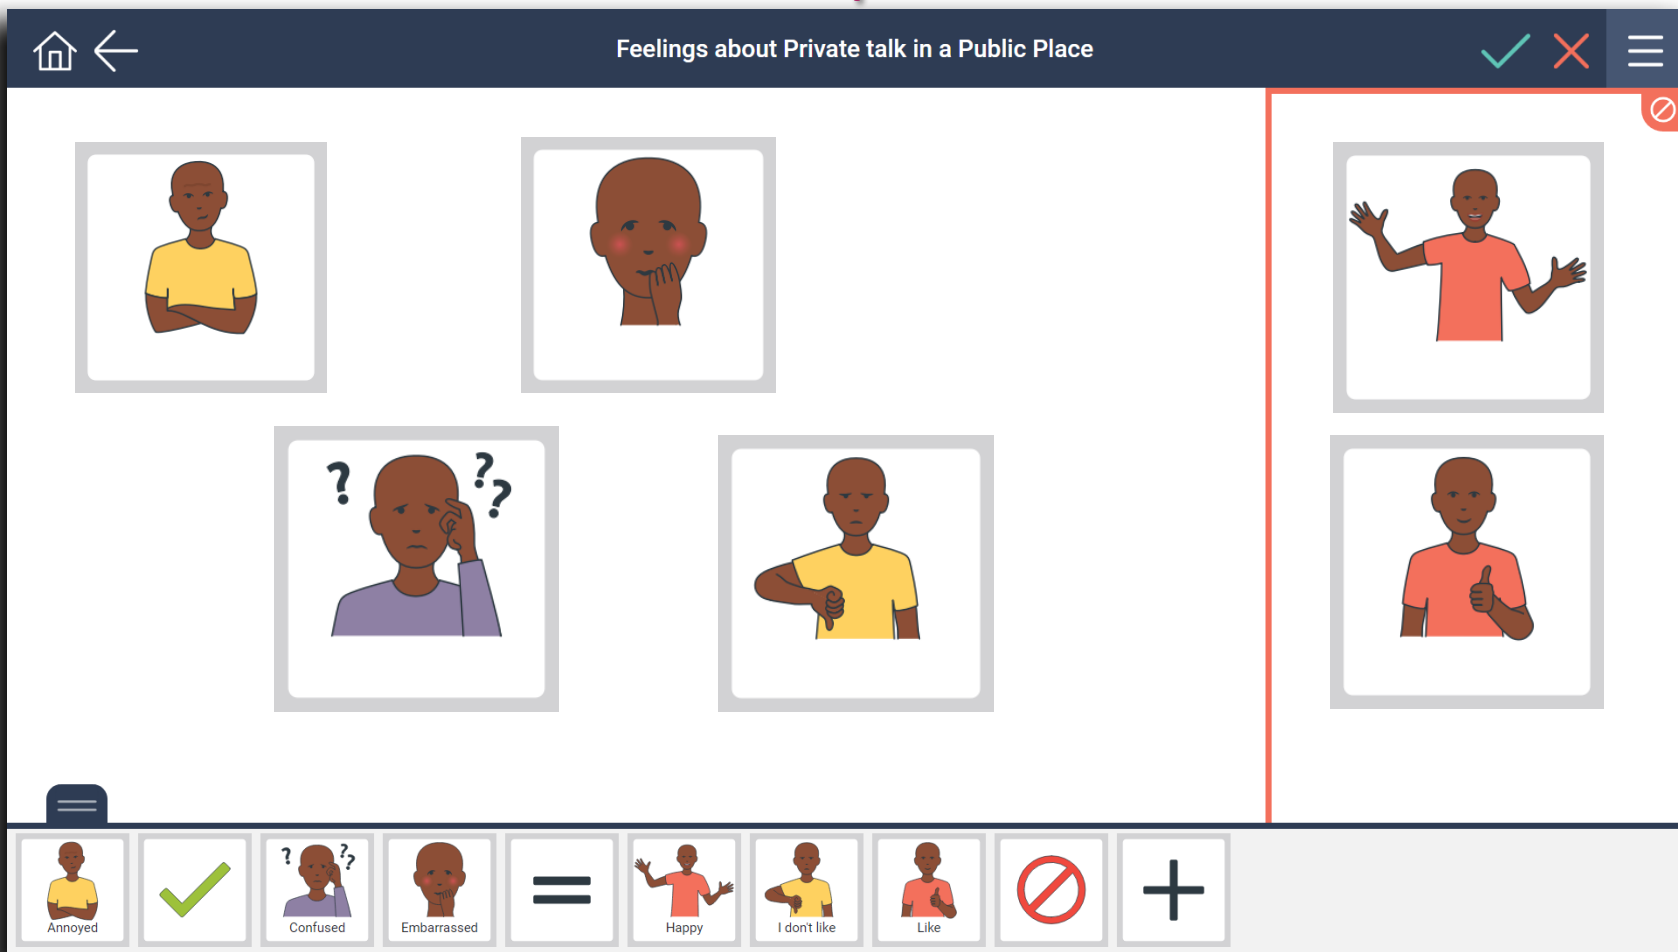 Feelings about Private talk in a Public Place
? ? ?
? ? ?
Annoyed
Confused
Embarrassed
Happy
I don't like
Like